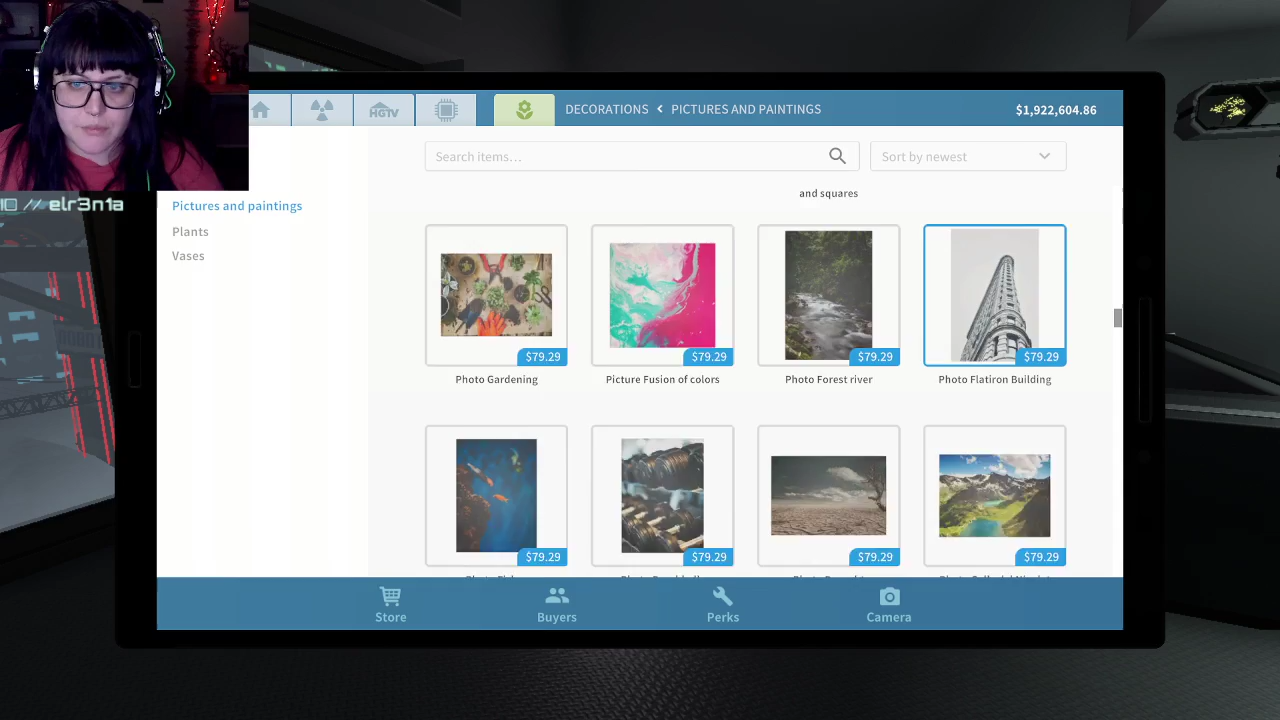 // elr3n1a
HGTV
DECORATIONS < PICTURES AND PAINTINGS
$1,922,604.86
Search items...
Sort by newest
and squares
Pictures and paintings
Plants
Vases
$79.29 $79.29 $79.29 $79.29
Photo Gardening Picture Fusion of colors Photo Forest river Photo Flatiron Building
$79.29 $79.29 $79.29 $79.29
Store Buyers Perks Camera